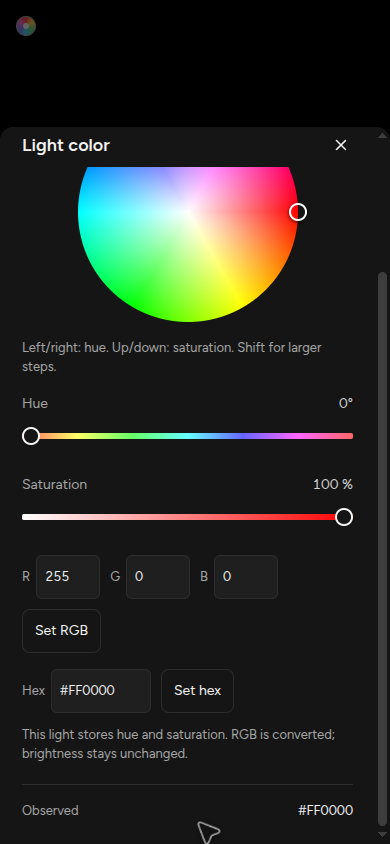 Light color
Left/right: hue. Up/down: saturation. Shift for larger
steps.
Hue 0°
Saturation 100 %
R 255 G 0 B 0
Set RGB
Hex #FF0000 Set hex
This light stores hue and saturation. RGB is converted;
brightness stays unchanged.
Observed #FF0000